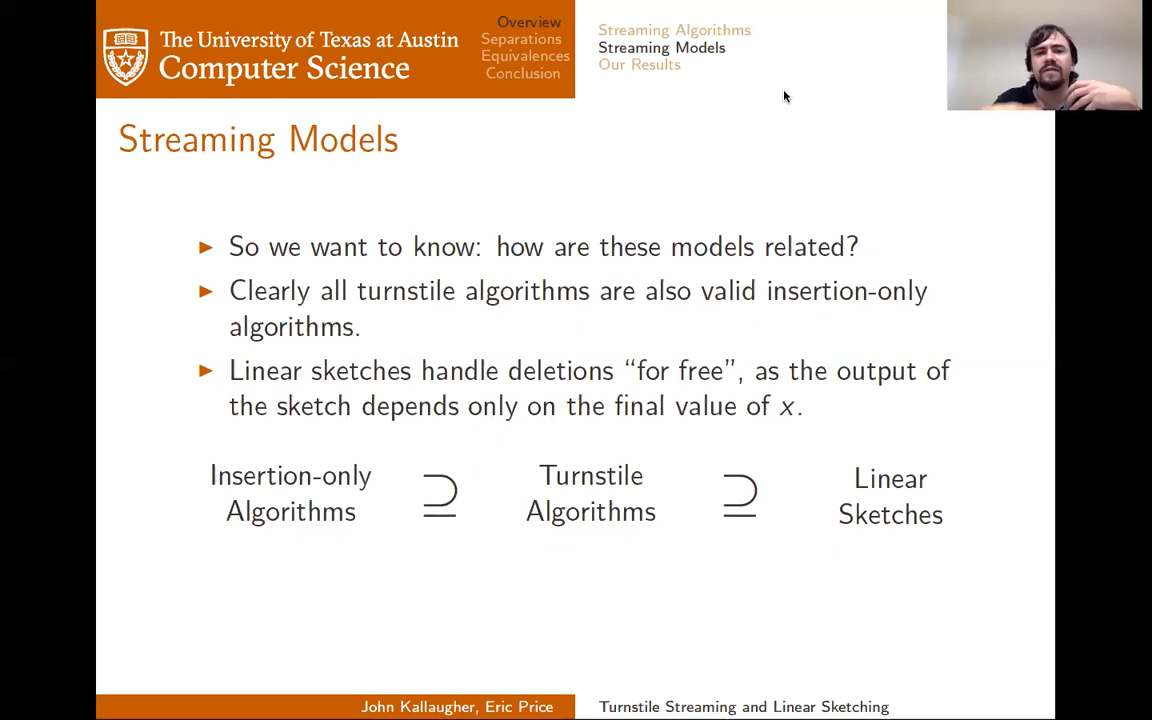 The University of Texas at Austin
Computer Science
Overview
Separations
Equivalences
Conclusion
Streaming Algorithms
Streaming Models
Our Results
Streaming Models
▶ So we want to know: how are these models related?
▶ Clearly all turnstile algorithms are also valid insertion-only
algorithms.
▶ Linear sketches handle deletions “for free”, as the output of
the sketch depends only on the final value of x.
Insertion-only
Algorithms
⊇
Turnstile
Algorithms
⊇
Linear
Sketches
John Kallaugher, Eric Price
Turnstile Streaming and Linear Sketching